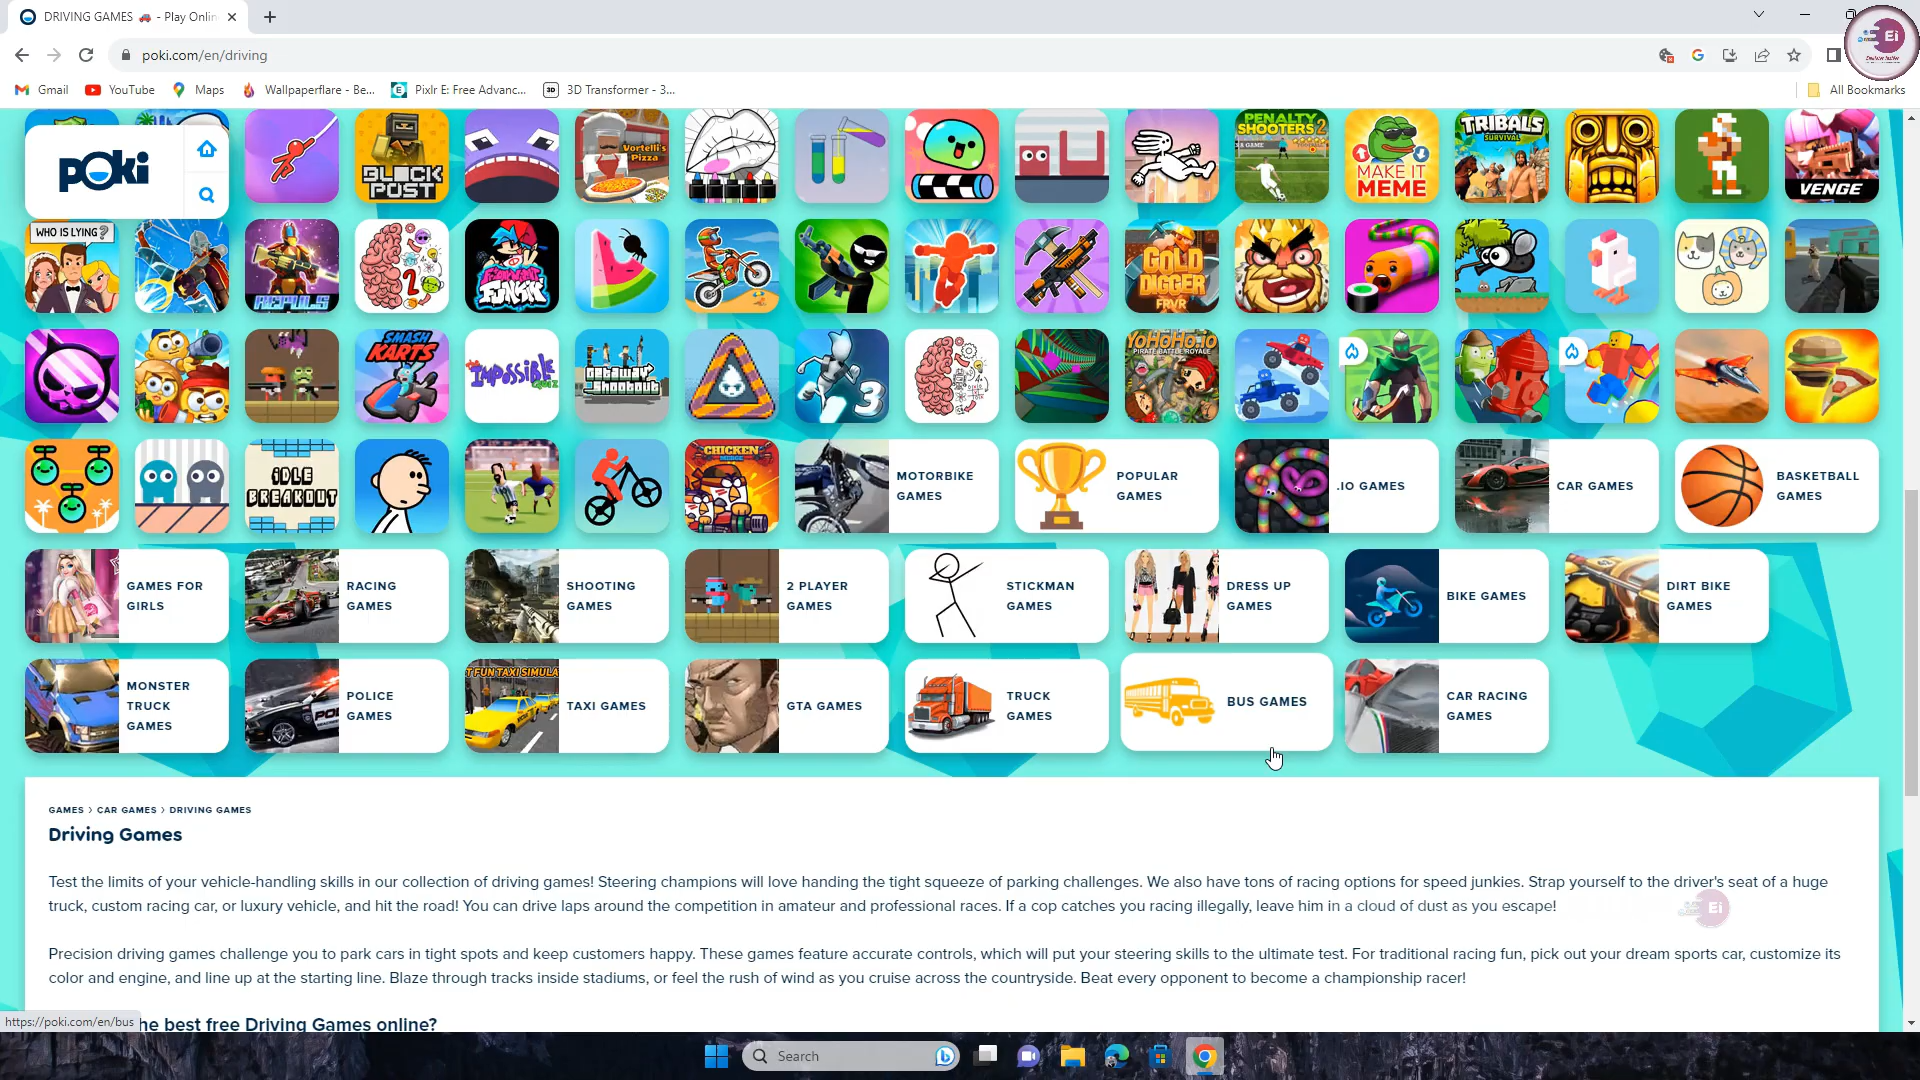 DRIVING GAMES - Play Onlin
poki.com/en/driving
Ei
Gmail
YouTube
Maps
Wallpaperflare - Be...
Pixlr E: Free Advanc...
3D
3D Transformer - 3...
All Bookmarks
poki
BLOCK
POST
Vortelli's
Pizza
PENALTY
SHOOTERS 2
MAKE IT
MEME
TRIBALS
SURVIVAL
VENGE
WHO IS LYING?
REPULS
2
FRIDAY NIGHT
FUNKIN'
GOLD
DIGGER
FRVR
SMASH
KARTS
The
IMPOSSIBLE
QUIZ
Getaway
Shootout
3
YoHoHo.io
PIRATE BATTLE ROYALE
IDLE
BREAKOUT
CHICKEN
MERGE
MOTORBIKE
GAMES
POPULAR
GAMES
.IO GAMES
CAR GAMES
BASKETBALL
GAMES
GAMES FOR
GIRLS
RACING
GAMES
SHOOTING
GAMES
2 PLAYER
GAMES
STICKMAN
GAMES
DRESS UP
GAMES
BIKE GAMES
DIRT BIKE
GAMES
MONSTER
TRUCK
GAMES
POLICE
GAMES
T FUN TAXI SIMULA
TAXI GAMES
GTA GAMES
TRUCK
GAMES
BUS GAMES
CAR RACING
GAMES
GAMES > CAR GAMES > DRIVING GAMES
Driving Games
Test the limits of your vehicle-handling skills in our collection of driving games! Steering champions will love handing the tight squeeze of parking challenges. We also have tons of racing options for speed junkies. Strap yourself to the driver's seat of a huge
truck, custom racing car, or luxury vehicle, and hit the road! You can drive laps around the competition in amateur and professional races. If a cop catches you racing illegally, leave him in a cloud of dust as you escape!
Ei
Precision driving games challenge you to park cars in tight spots and keep customers happy. These games feature accurate controls, which will put your steering skills to the ultimate test. For traditional racing fun, pick out your dream sports car, customize its
color and engine, and line up at the starting line. Blaze through tracks inside stadiums, or feel the rush of wind as you cruise across the countryside. Beat every opponent to become a championship racer!
https://poki.com/en/bus
he best free Driving Games online?
Search